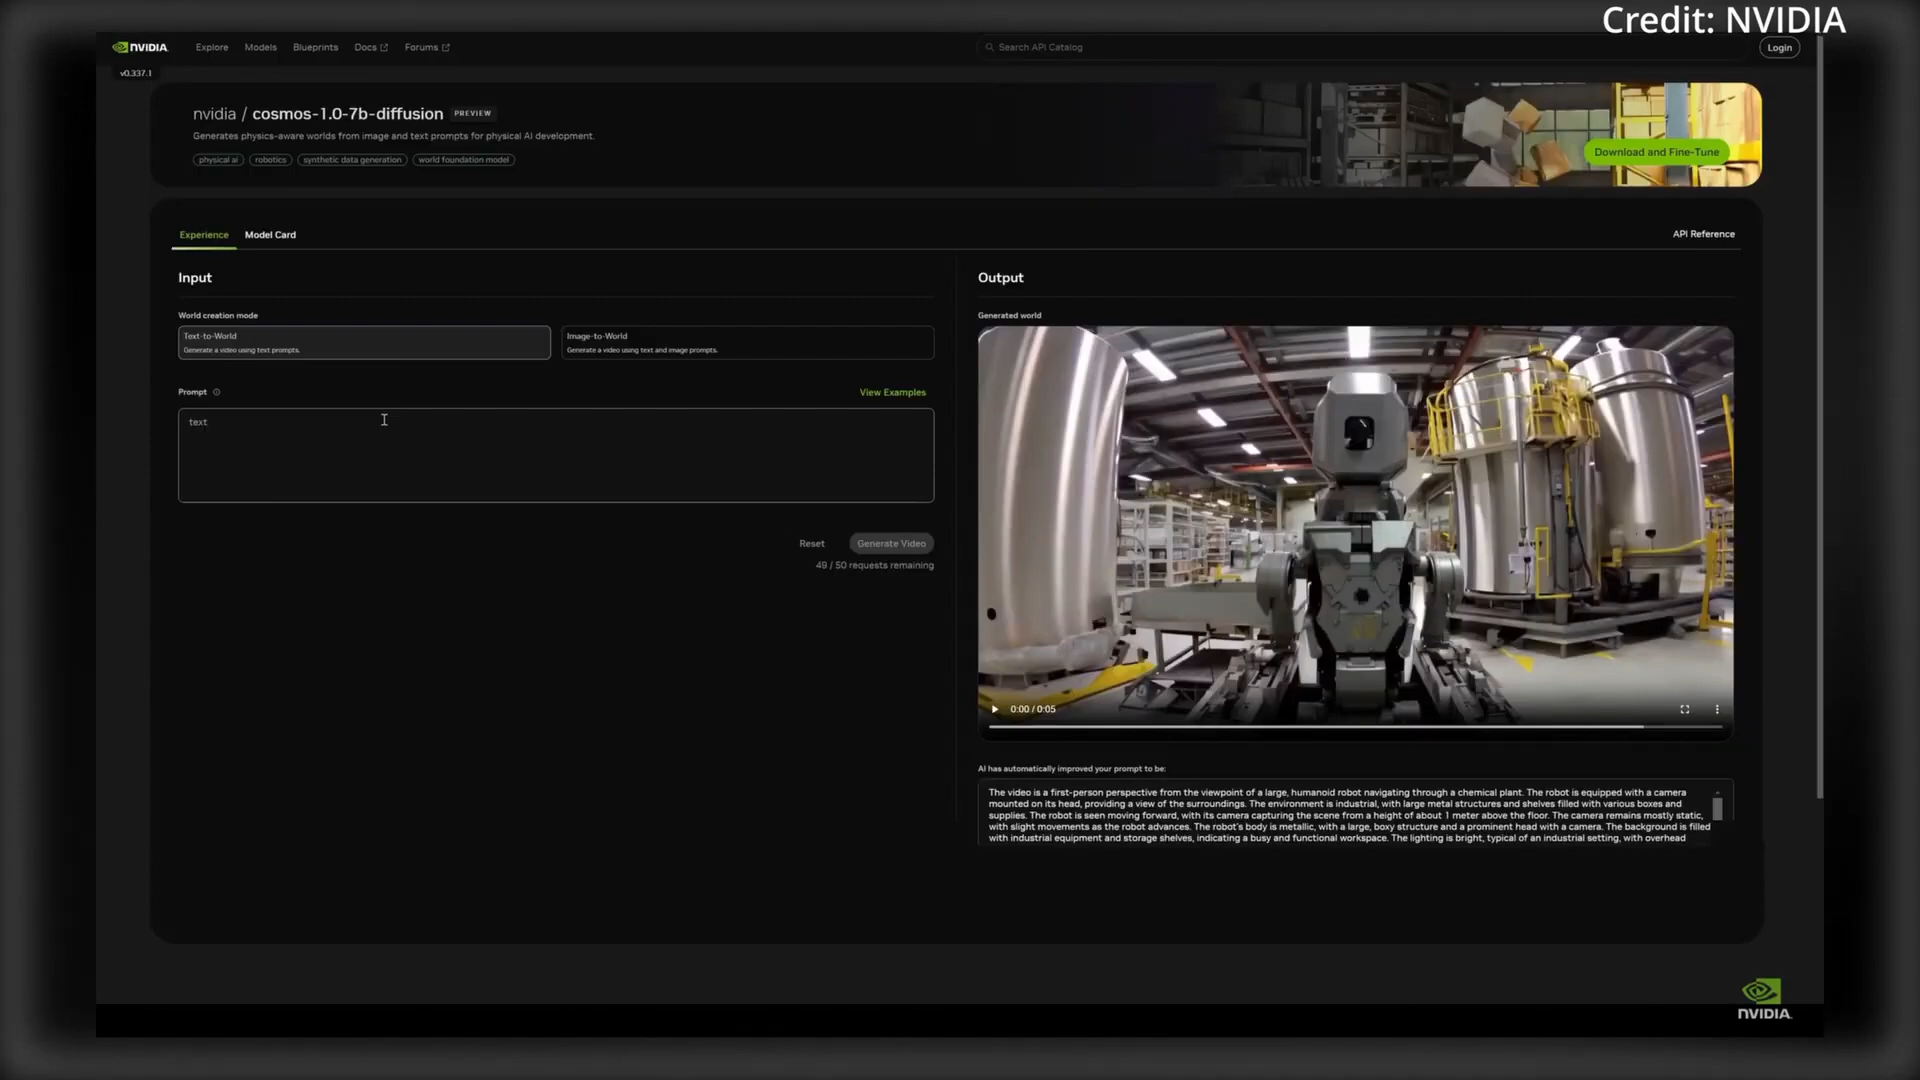 Credit: NVIDIA
NVIDIA. Explore Models Blueprints Docs Forums Search API Catalog Login
v0.337.1
nvidia / cosmos-1.0-7b-diffusion PREVIEW
Generates physics-aware worlds from image and text prompts for physical AI development.
physical ai robotics synthetic data generation world foundation model
Download and Fine-Tune
Experience Model Card API Reference
Input
World creation mode
Text-to-World
Generate a video using text prompts.
Image-to-World
Generate a video using text and image prompts.
Prompt View Examples
text
Reset Generate Video
49 / 50 requests remaining
Output
Generated world
0:00 / 0:05
AI has automatically improved your prompt to be:
The video is a first-person perspective from the viewpoint of a large, humanoid robot navigating through a chemical plant. The robot is equipped with a camera
mounted on its head, providing a view of the surroundings. The environment is industrial, with large metal structures and shelves filled with various boxes and
supplies. The robot is seen moving forward, with its camera capturing the scene from a height of about 1 meter above the floor. The camera remains mostly static,
with slight movements as the robot advances. The robot's body is metallic, with a large, boxy structure and a prominent head with a camera. The background is filled
with industrial equipment and storage shelves, indicating a busy and functional workspace. The lighting is bright, typical of an industrial setting, with overhead
NVIDIA.